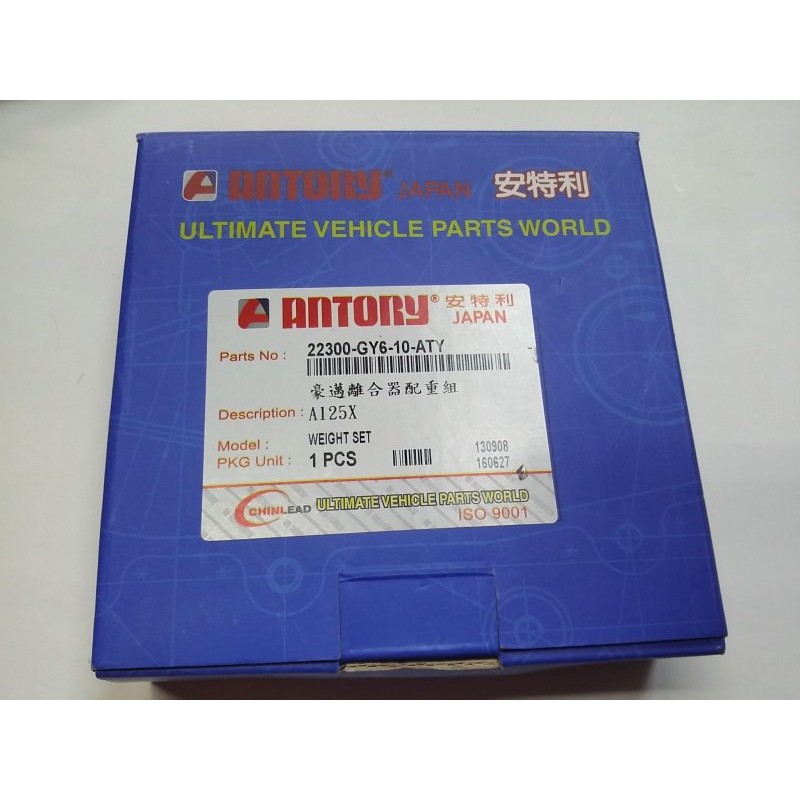 ANTORY® JAPAN 安特利
ULTIMATE VEHICLE PARTS WORLD
ANTORY® 安特利
JAPAN
Parts No : 22300-GY6-10-ATY
豪邁離合器配重組
Description : A125X
Model : WEIGHT SET 130908
PKG Unit : 1 PCS 160627
CHINLEAD ULTIMATE VEHICLE PARTS WORLD
ISO 9001